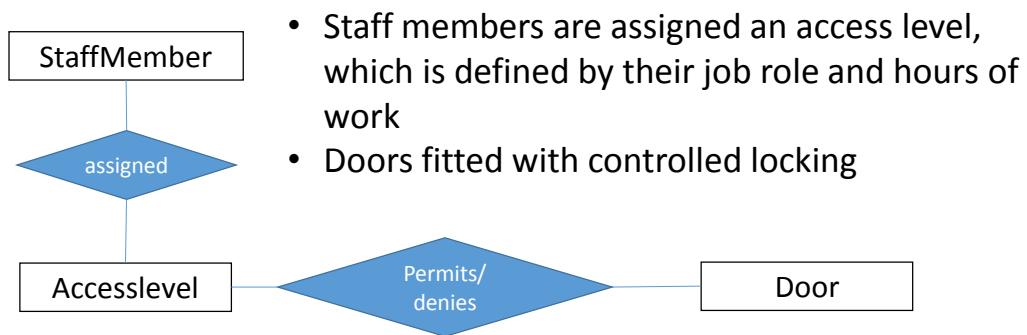 StaffMember
• Staff members are assigned an access level,
which is defined by their job role and hours of
work
• Doors fitted with controlled locking
assigned
Accesslevel
Permits/
denies
Door